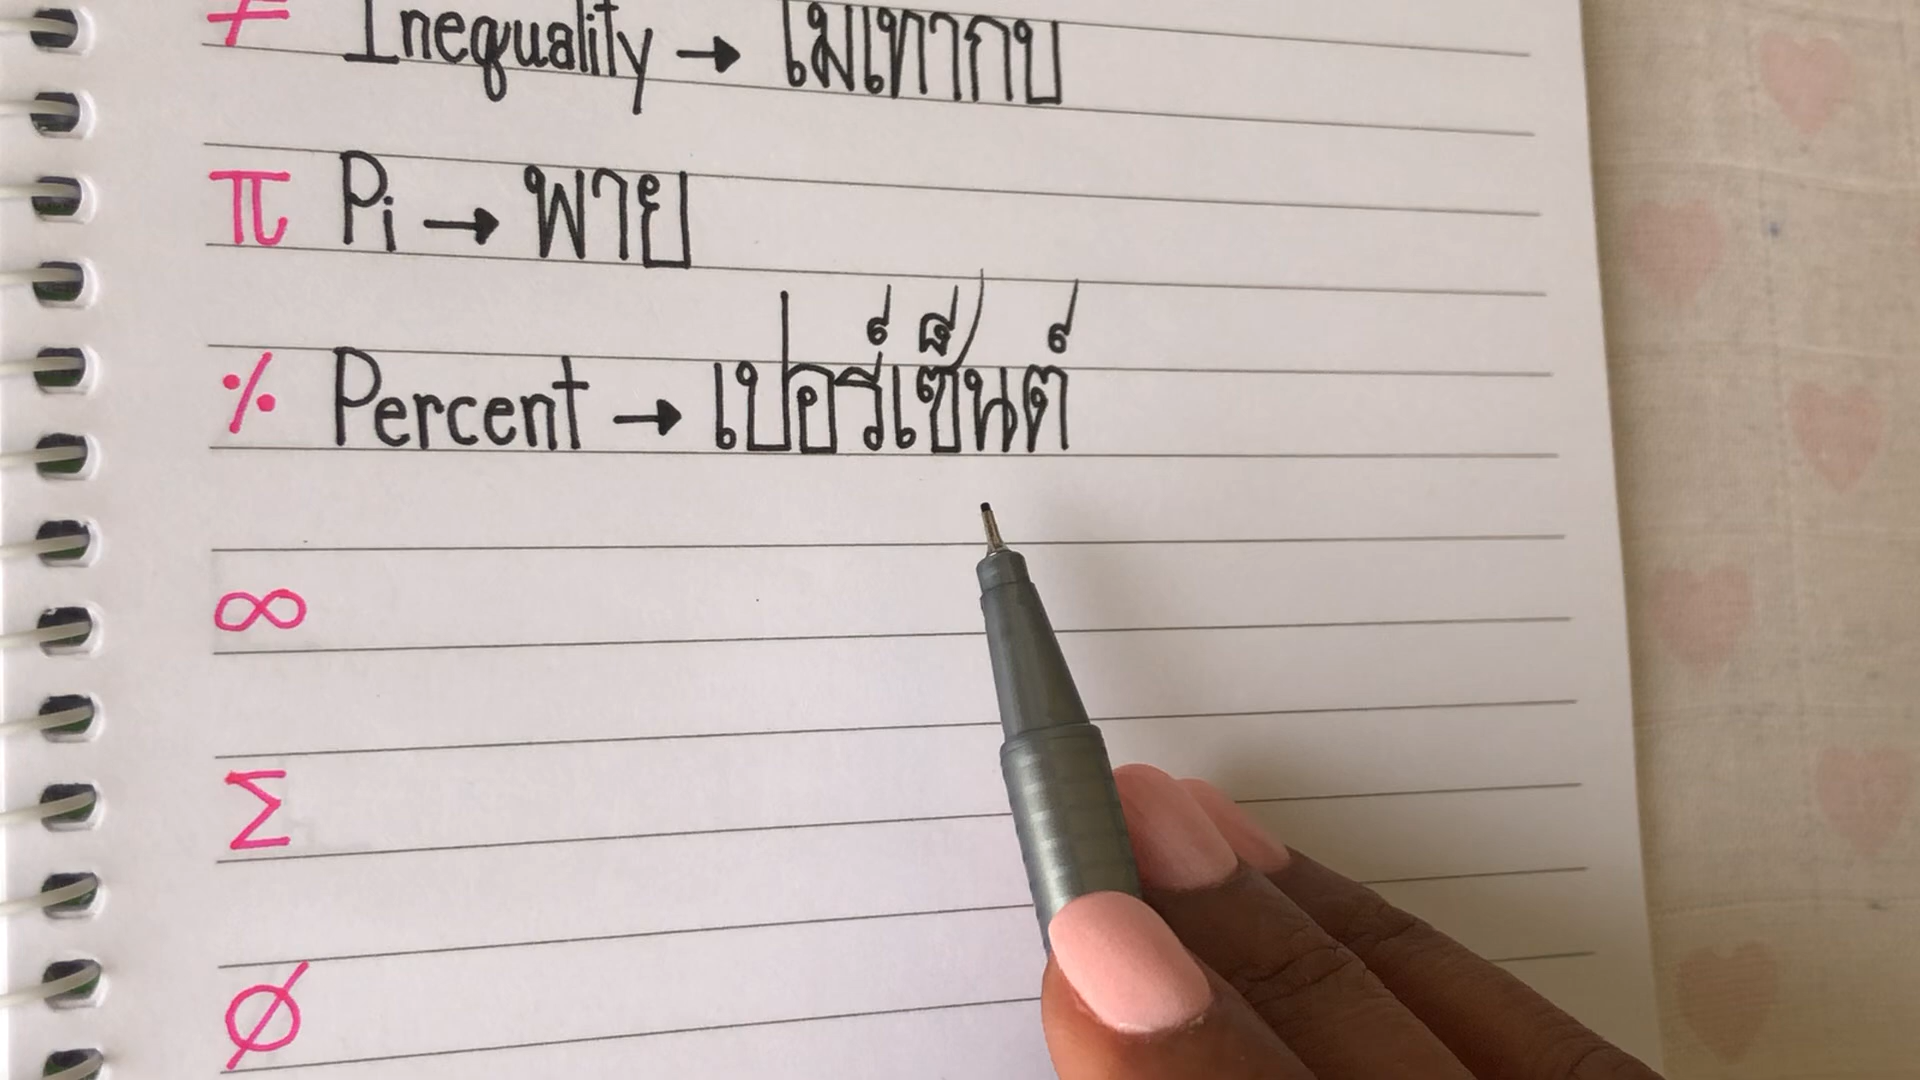 ≠ Inequality → ไม่เท่ากับ
π Pi → พาย
% Percent → เปอร์เซ็นต์
∞
Σ
∅